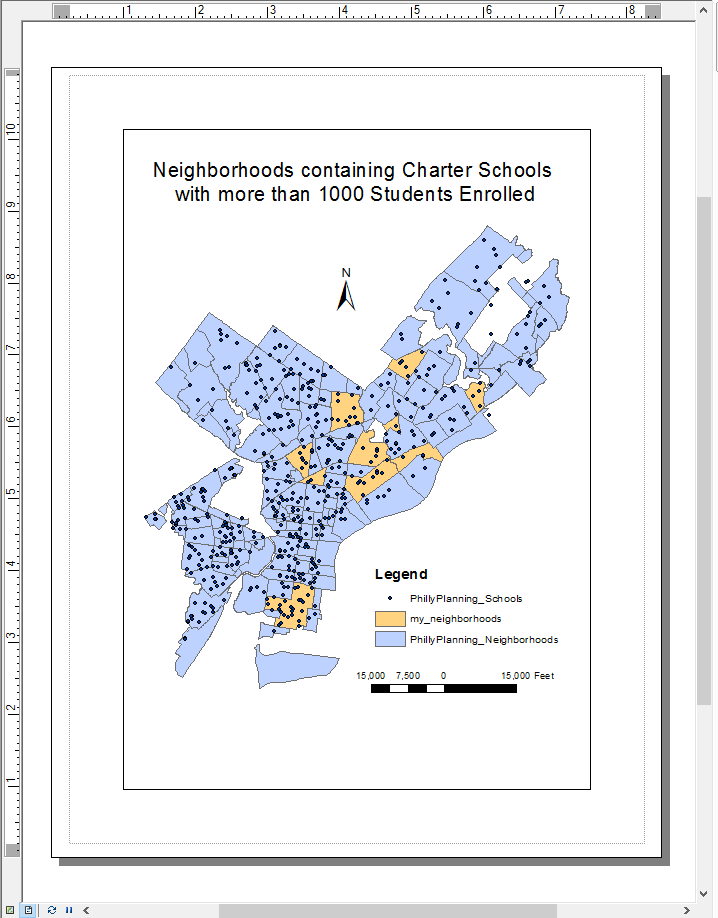 1 2 3 4 5 6 7 8
10
9
8
7
6
5
4
3
2
1
Neighborhoods containing Charter Schools
with more than 1000 Students Enrolled
N
Legend
PhillyPlanning_Schools
my_neighborhoods
PhillyPlanning_Neighborhoods
15,000 7,500 0 15,000 Feet